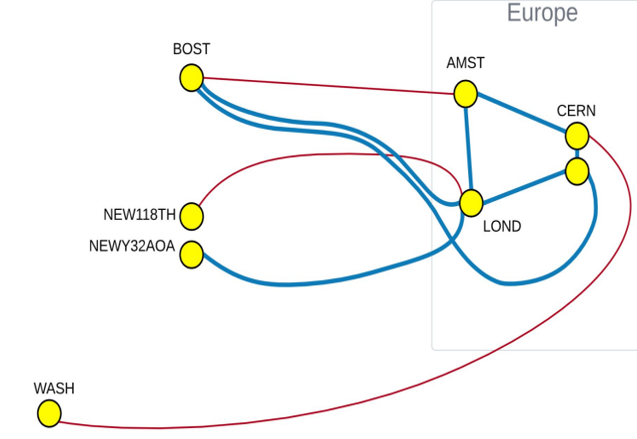 Europe
BOST
AMST
CERN
NEW118TH
LOND
NEWY32AOA
WASH